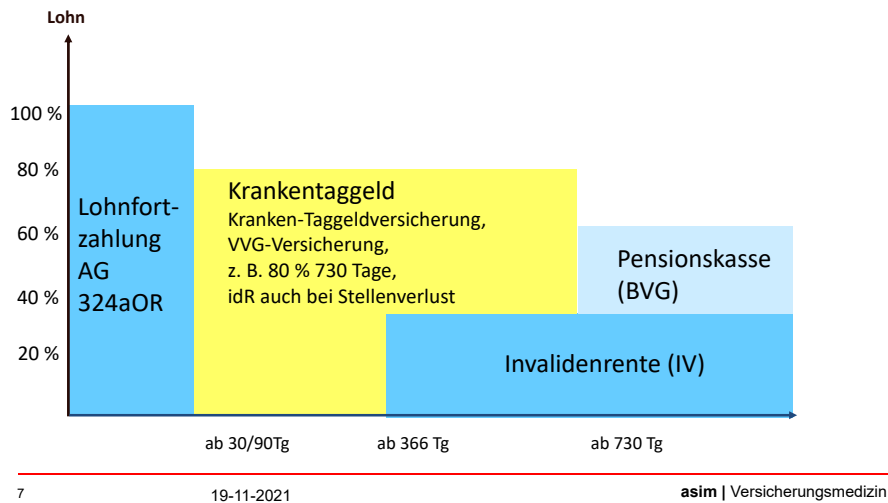 Lohn
100 %
80 %
60 %
40 %
20 %
Lohnfort-
zahlung
AG
324aOR
Krankentaggeld
Kranken-Taggeldversicherung,
VVG-Versicherung,
z. B. 80 % 730 Tage,
idR auch bei Stellenverlust
Pensionskasse
(BVG)
Invalidenrente (IV)
ab 30/90Tg
ab 366 Tg
ab 730 Tg
7
19-11-2021
asim | Versicherungsmedizin